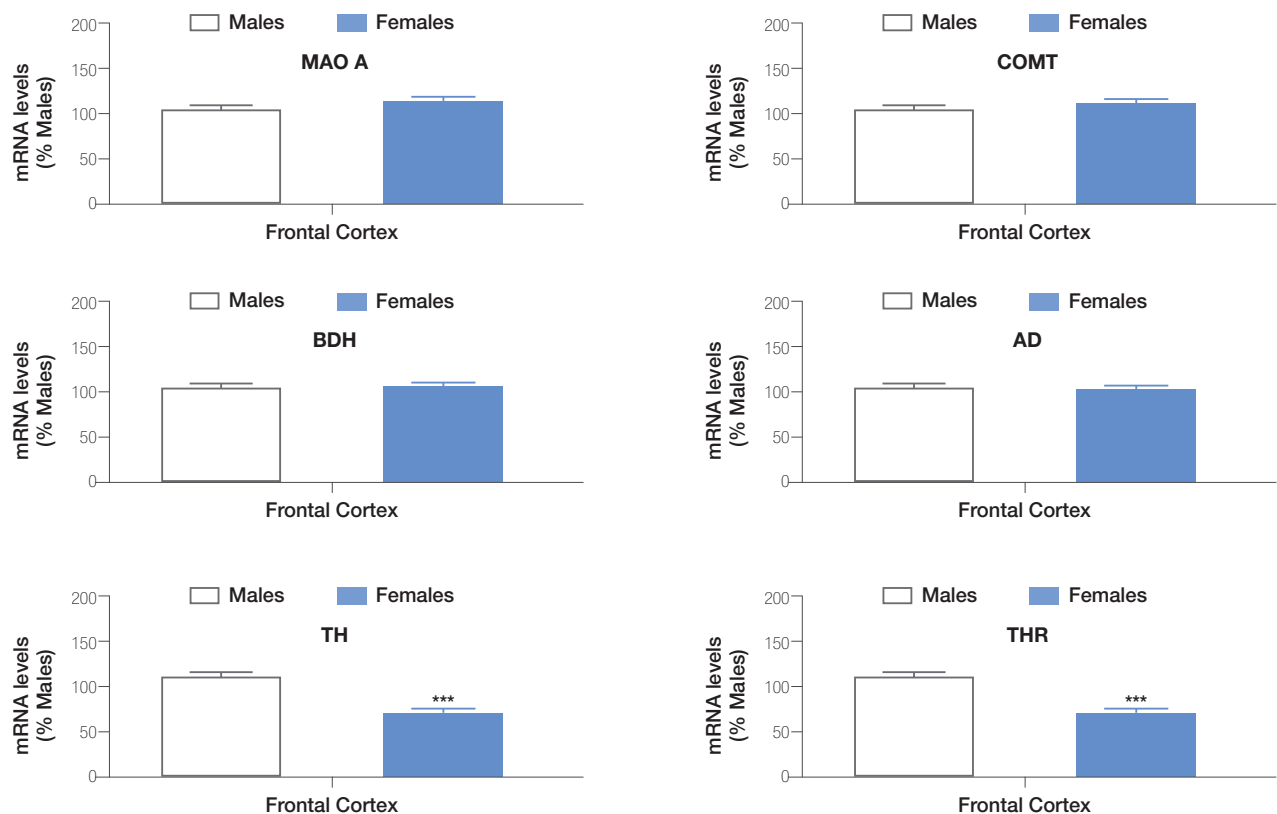 Males Females
MAO A
mRNA levels
(% Males)
200
150
100
50
0
Frontal Cortex
Males Females
COMT
mRNA levels
(% Males)
200
150
100
50
0
Frontal Cortex
Males Females
BDH
mRNA levels
(% Males)
200
150
100
50
0
Frontal Cortex
Males Females
AD
mRNA levels
(% Males)
200
150
100
50
0
Frontal Cortex
Males Females
TH
mRNA levels
(% Males)
200
150
100
50
0
***
Frontal Cortex
Males Females
THR
mRNA levels
(% Males)
200
150
100
50
0
***
Frontal Cortex